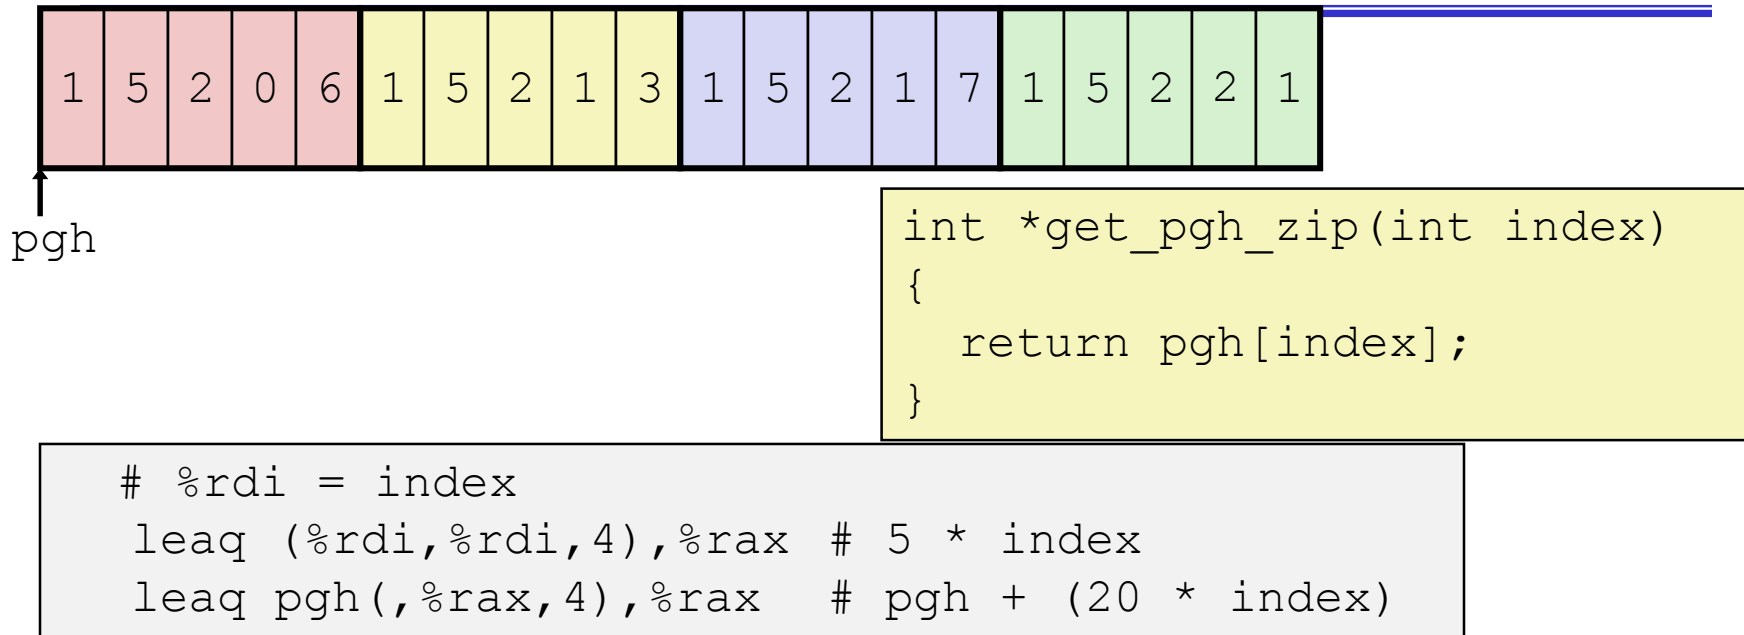 1 5 2 0 6 1 5 2 1 3 1 5 2 1 7 1 5 2 2 1
pgh
int *get_pgh_zip(int index)
{
  return pgh[index];
}
# %rdi = index
leaq (%rdi,%rdi,4),%rax # 5 * index
leaq pgh(,%rax,4),%rax # pgh + (20 * index)